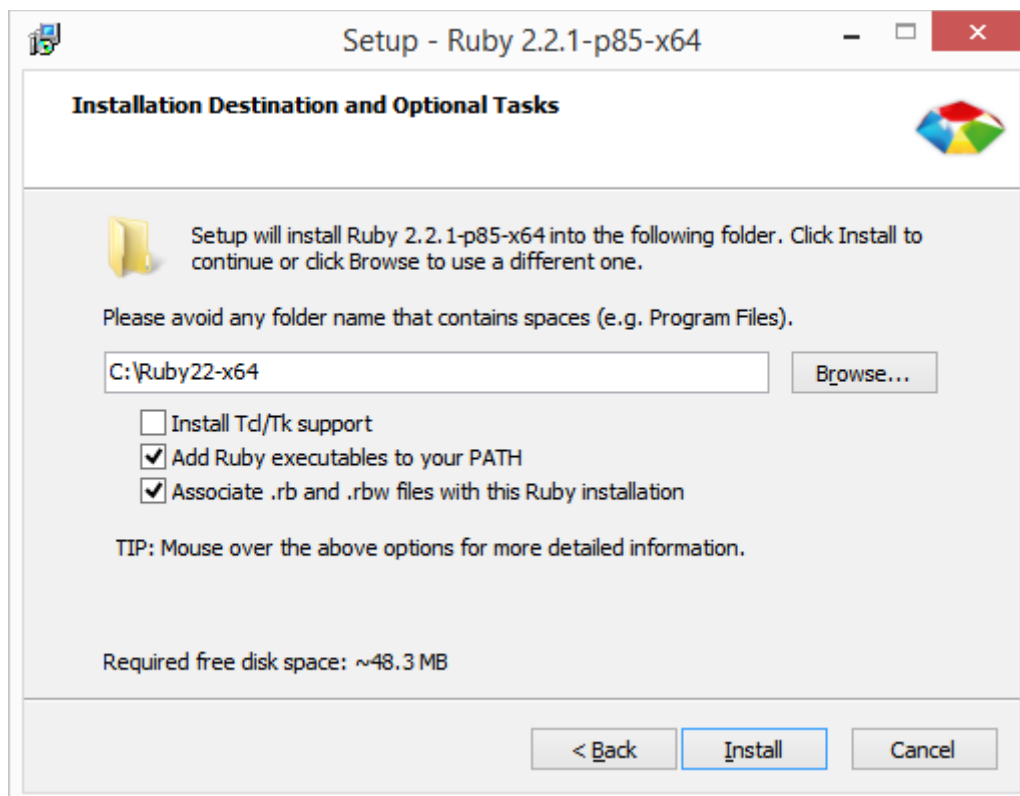 Setup - Ruby 2.2.1-p85-x64
Installation Destination and Optional Tasks
Setup will install Ruby 2.2.1-p85-x64 into the following folder. Click Install to
continue or click Browse to use a different one.
Please avoid any folder name that contains spaces (e.g. Program Files).
C:\Ruby22-x64
Browse...
Install Tcl/Tk support
Add Ruby executables to your PATH
Associate .rb and .rbw files with this Ruby installation
TIP: Mouse over the above options for more detailed information.
Required free disk space: ~48.3 MB
< Back
Install
Cancel